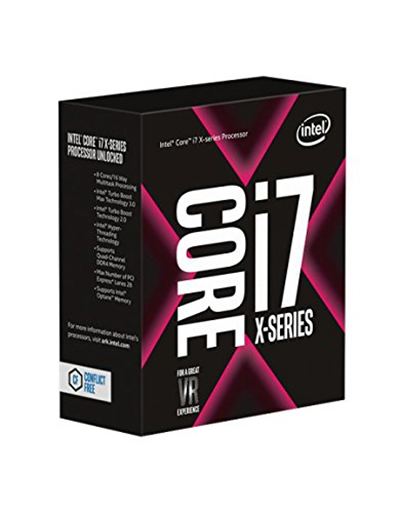 INTEL® CORE™ i7 X-SERIES
PROCESSOR UNLOCKED
• 8 Cores/16 Way
Multitask Processing
• Intel® Turbo Boost
Max Technology 3.0
• Intel® Turbo Boost
Technology 2.0
• Intel® Hyper-
Threading
Technology
• Supports
Quad-Channel
DDR4 Memory
• Max Number of PCI
Express® Lanes 28
• Supports Intel®
Optane™ Memory
For more information about Intel's
processors, visit ark.intel.com
CF
CONFLICT
FREE
Intel® Core™ i7 X-series Processor
intel
CORE
i7
X-SERIES
FOR A GREAT
VR
EXPERIENCE